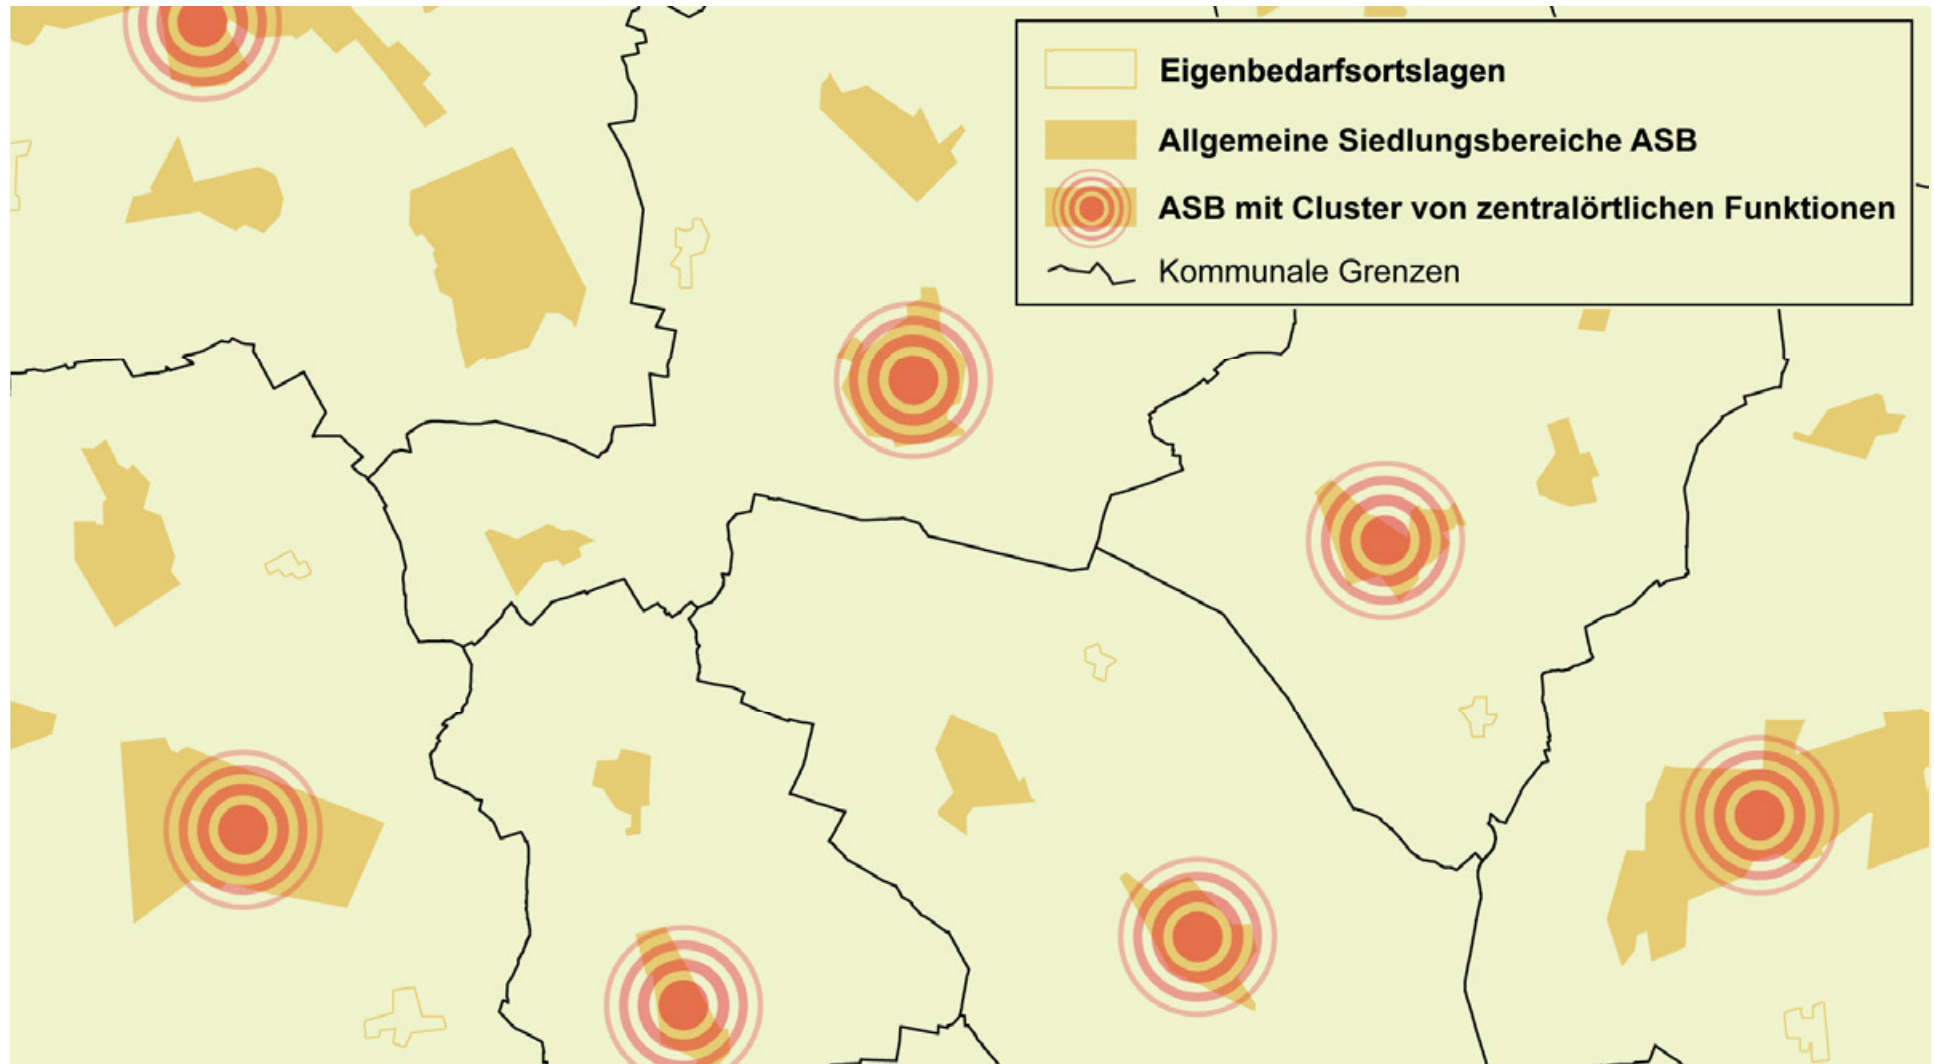 Eigenbedarfsortslagen
Allgemeine Siedlungsbereiche ASB
ASB mit Cluster von zentralörtlichen Funktionen
Kommunale Grenzen